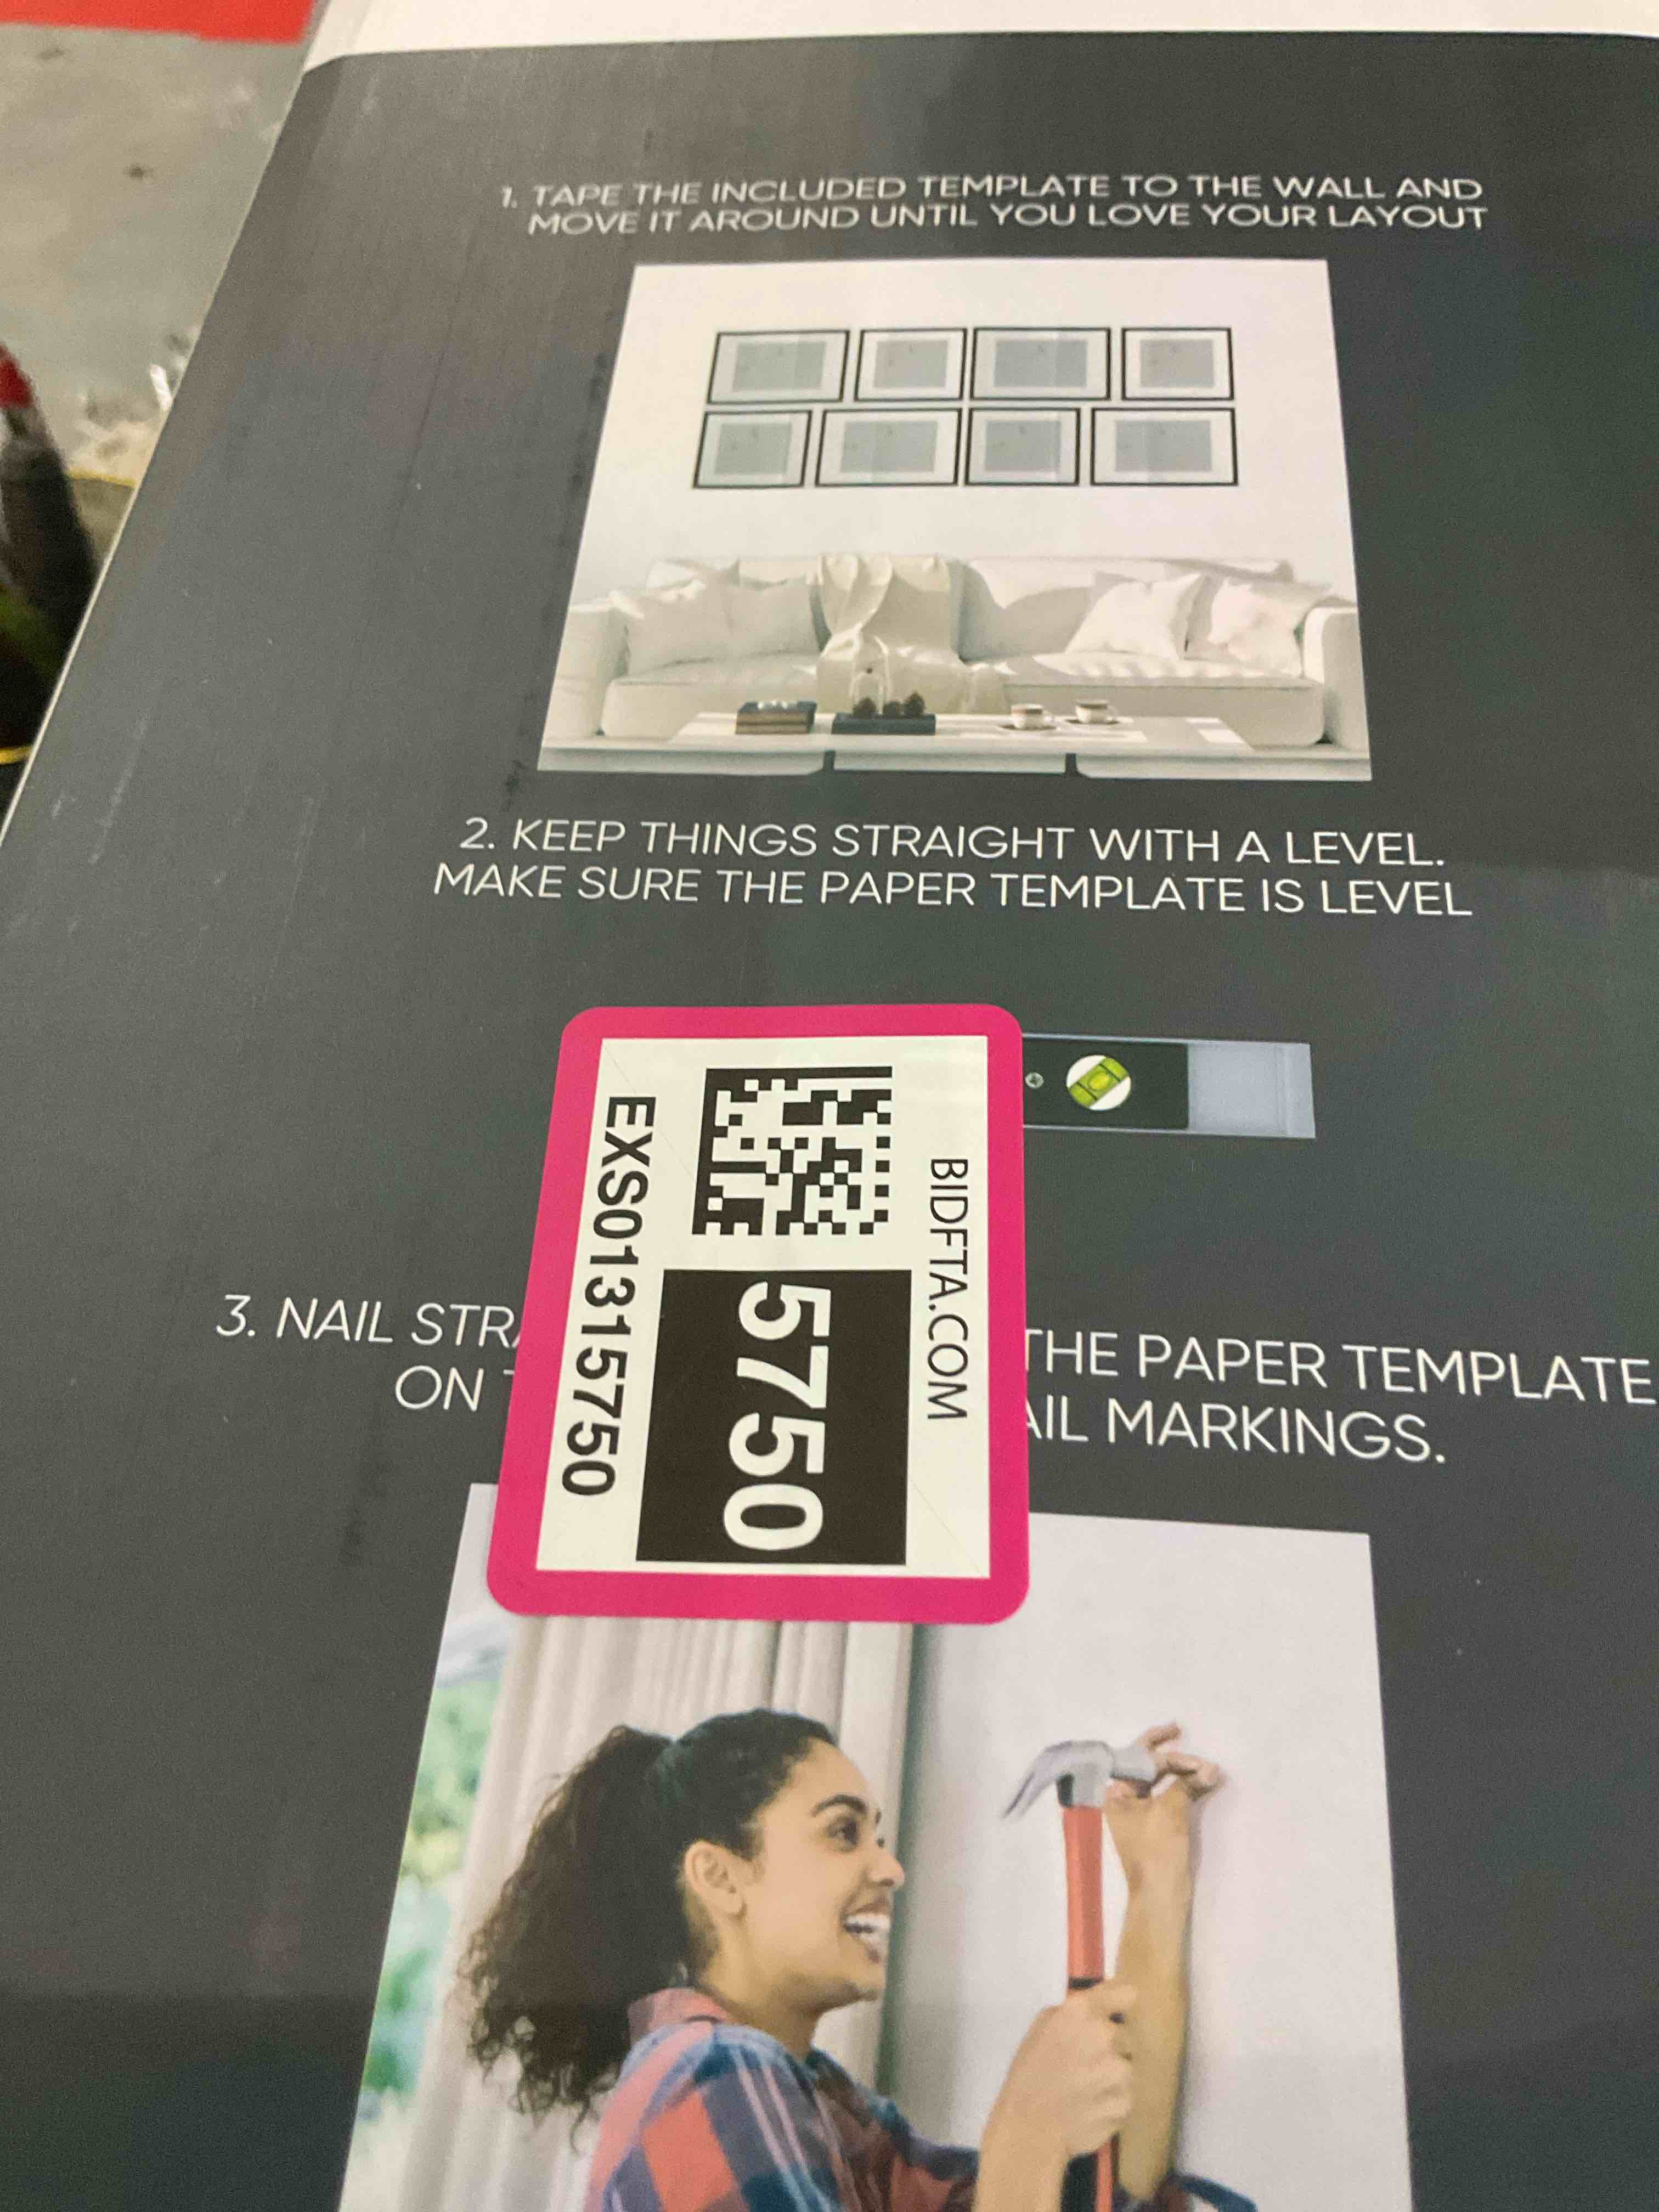 1. TAPE THE INCLUDED TEMPLATE TO THE WALL AND
MOVE IT AROUND UNTIL YOU LOVE YOUR LAYOUT
2. KEEP THINGS STRAIGHT WITH A LEVEL.
MAKE SURE THE PAPER TEMPLATE IS LEVEL
BIDFTA.COM
5750
EXS01315750
3. NAIL THE PAPER TEMPLATE
ON MARKINGS.